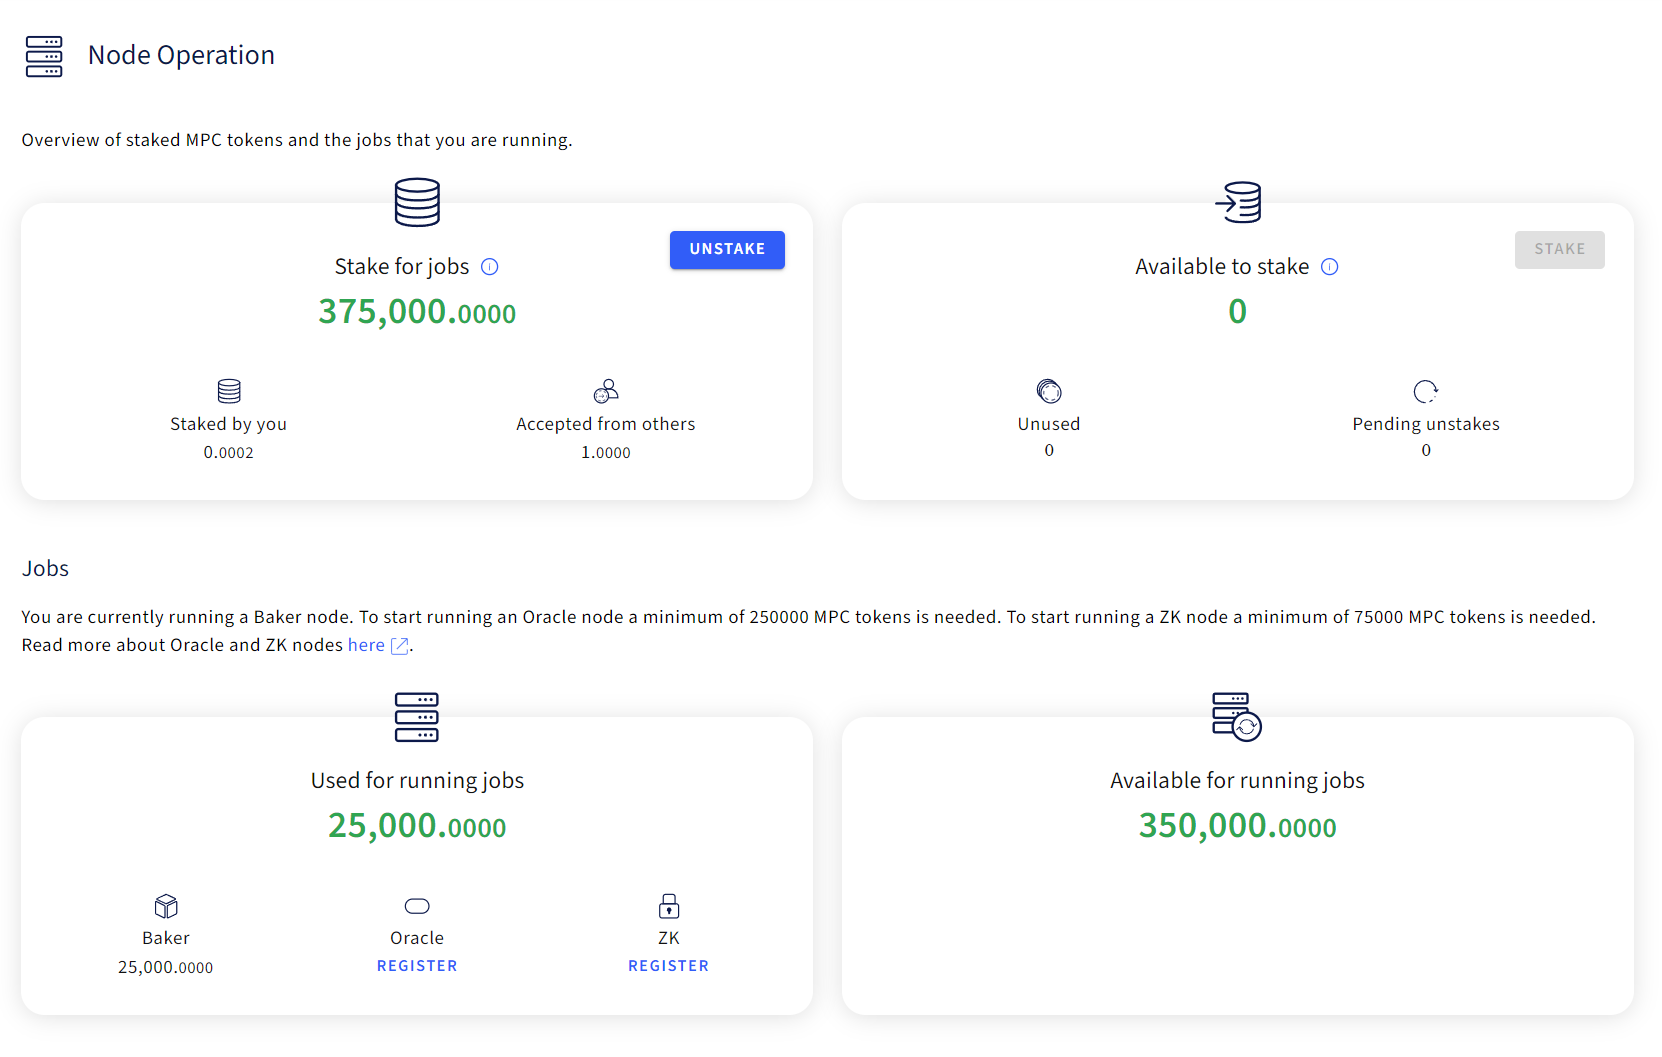 Node Operation
Overview of staked MPC tokens and the jobs that you are running.
UNSTAKE
Stake for jobs
375,000.0000
Staked by you
0.0002
Accepted from others
1.0000
STAKE
Available to stake
0
Unused
0
Pending unstakes
0
Jobs
You are currently running a Baker node. To start running an Oracle node a minimum of 250000 MPC tokens is needed. To start running a ZK node a minimum of 75000 MPC tokens is needed.
Read more about Oracle and ZK nodes here.
Used for running jobs
25,000.0000
Baker
25,000.0000
Oracle
REGISTER
ZK
REGISTER
Available for running jobs
350,000.0000